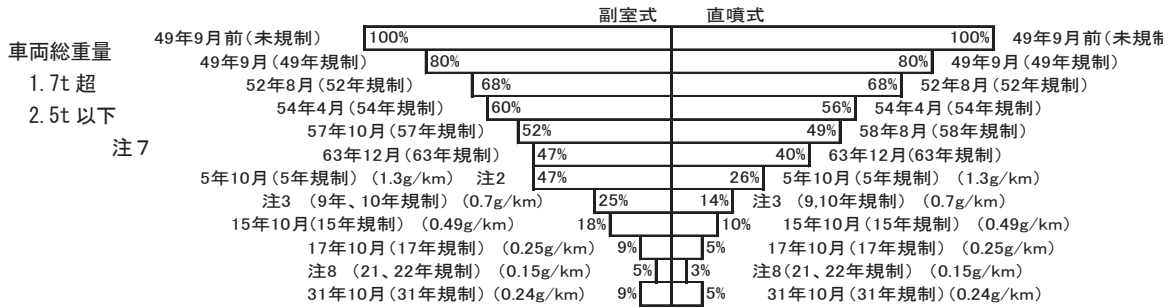 副室式 直噴式
49年9月前(未規制) 100% 100% 49年9月前(未規制
車両総重量
1.7t 超
2.5t 以下
注7
49年9月(49年規制) 80% 80% 49年9月(49年規制)
52年8月(52年規制) 68% 68% 52年8月(52年規制)
54年4月(54年規制) 60% 56% 54年4月(54年規制)
57年10月(57年規制) 52% 49% 58年8月(58年規制)
63年12月(63年規制) 47% 40% 63年12月(63年規制)
5年10月(5年規制) (1.3g/km) 注2 47% 26% 5年10月(5年規制) (1.3g/km)
注3 (9年、10年規制) (0.7g/km) 25% 14% 注3 (9,10年規制) (0.7g/km)
15年10月(15年規制) (0.49g/km) 18% 10% 15年10月(15年規制) (0.49g/km)
17年10月(17年規制) (0.25g/km) 9% 5% 17年10月(17年規制) (0.25g/km)
注8 (21、22年規制) (0.15g/km) 5% 3% 注8(21、22年規制) (0.15g/km)
31年10月(31年規制) (0.24g/km) 9% 5% 31年10月(31年規制) (0.24g/km)